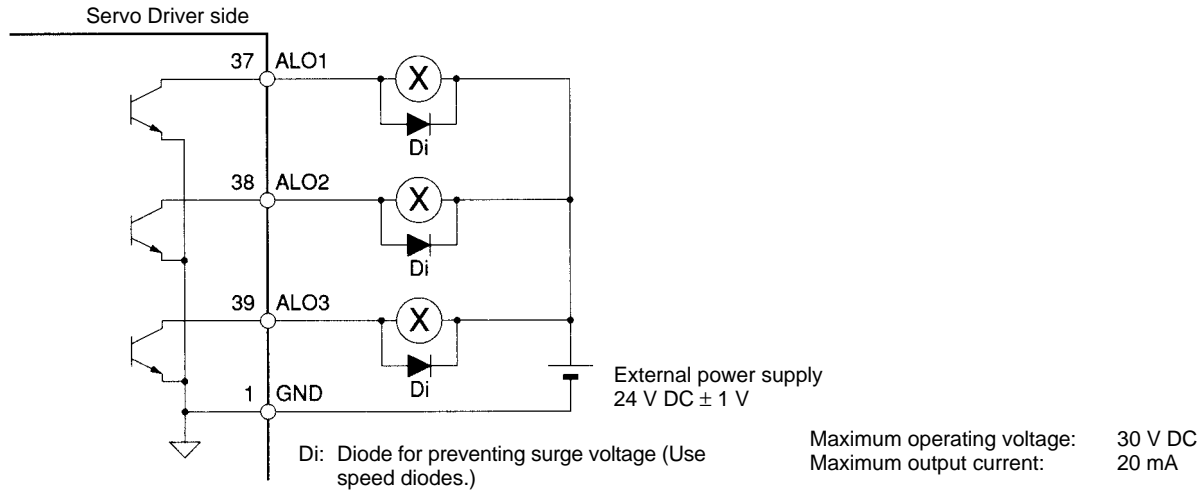 Servo Driver side
37 ALO1
X
Di
38 ALO2
X
Di
39 ALO3
X
Di
1 GND
External power supply
24 V DC ± 1 V
Di: Diode for preventing surge voltage (Use
speed diodes.)
Maximum operating voltage: 30 V DC
Maximum output current: 20 mA